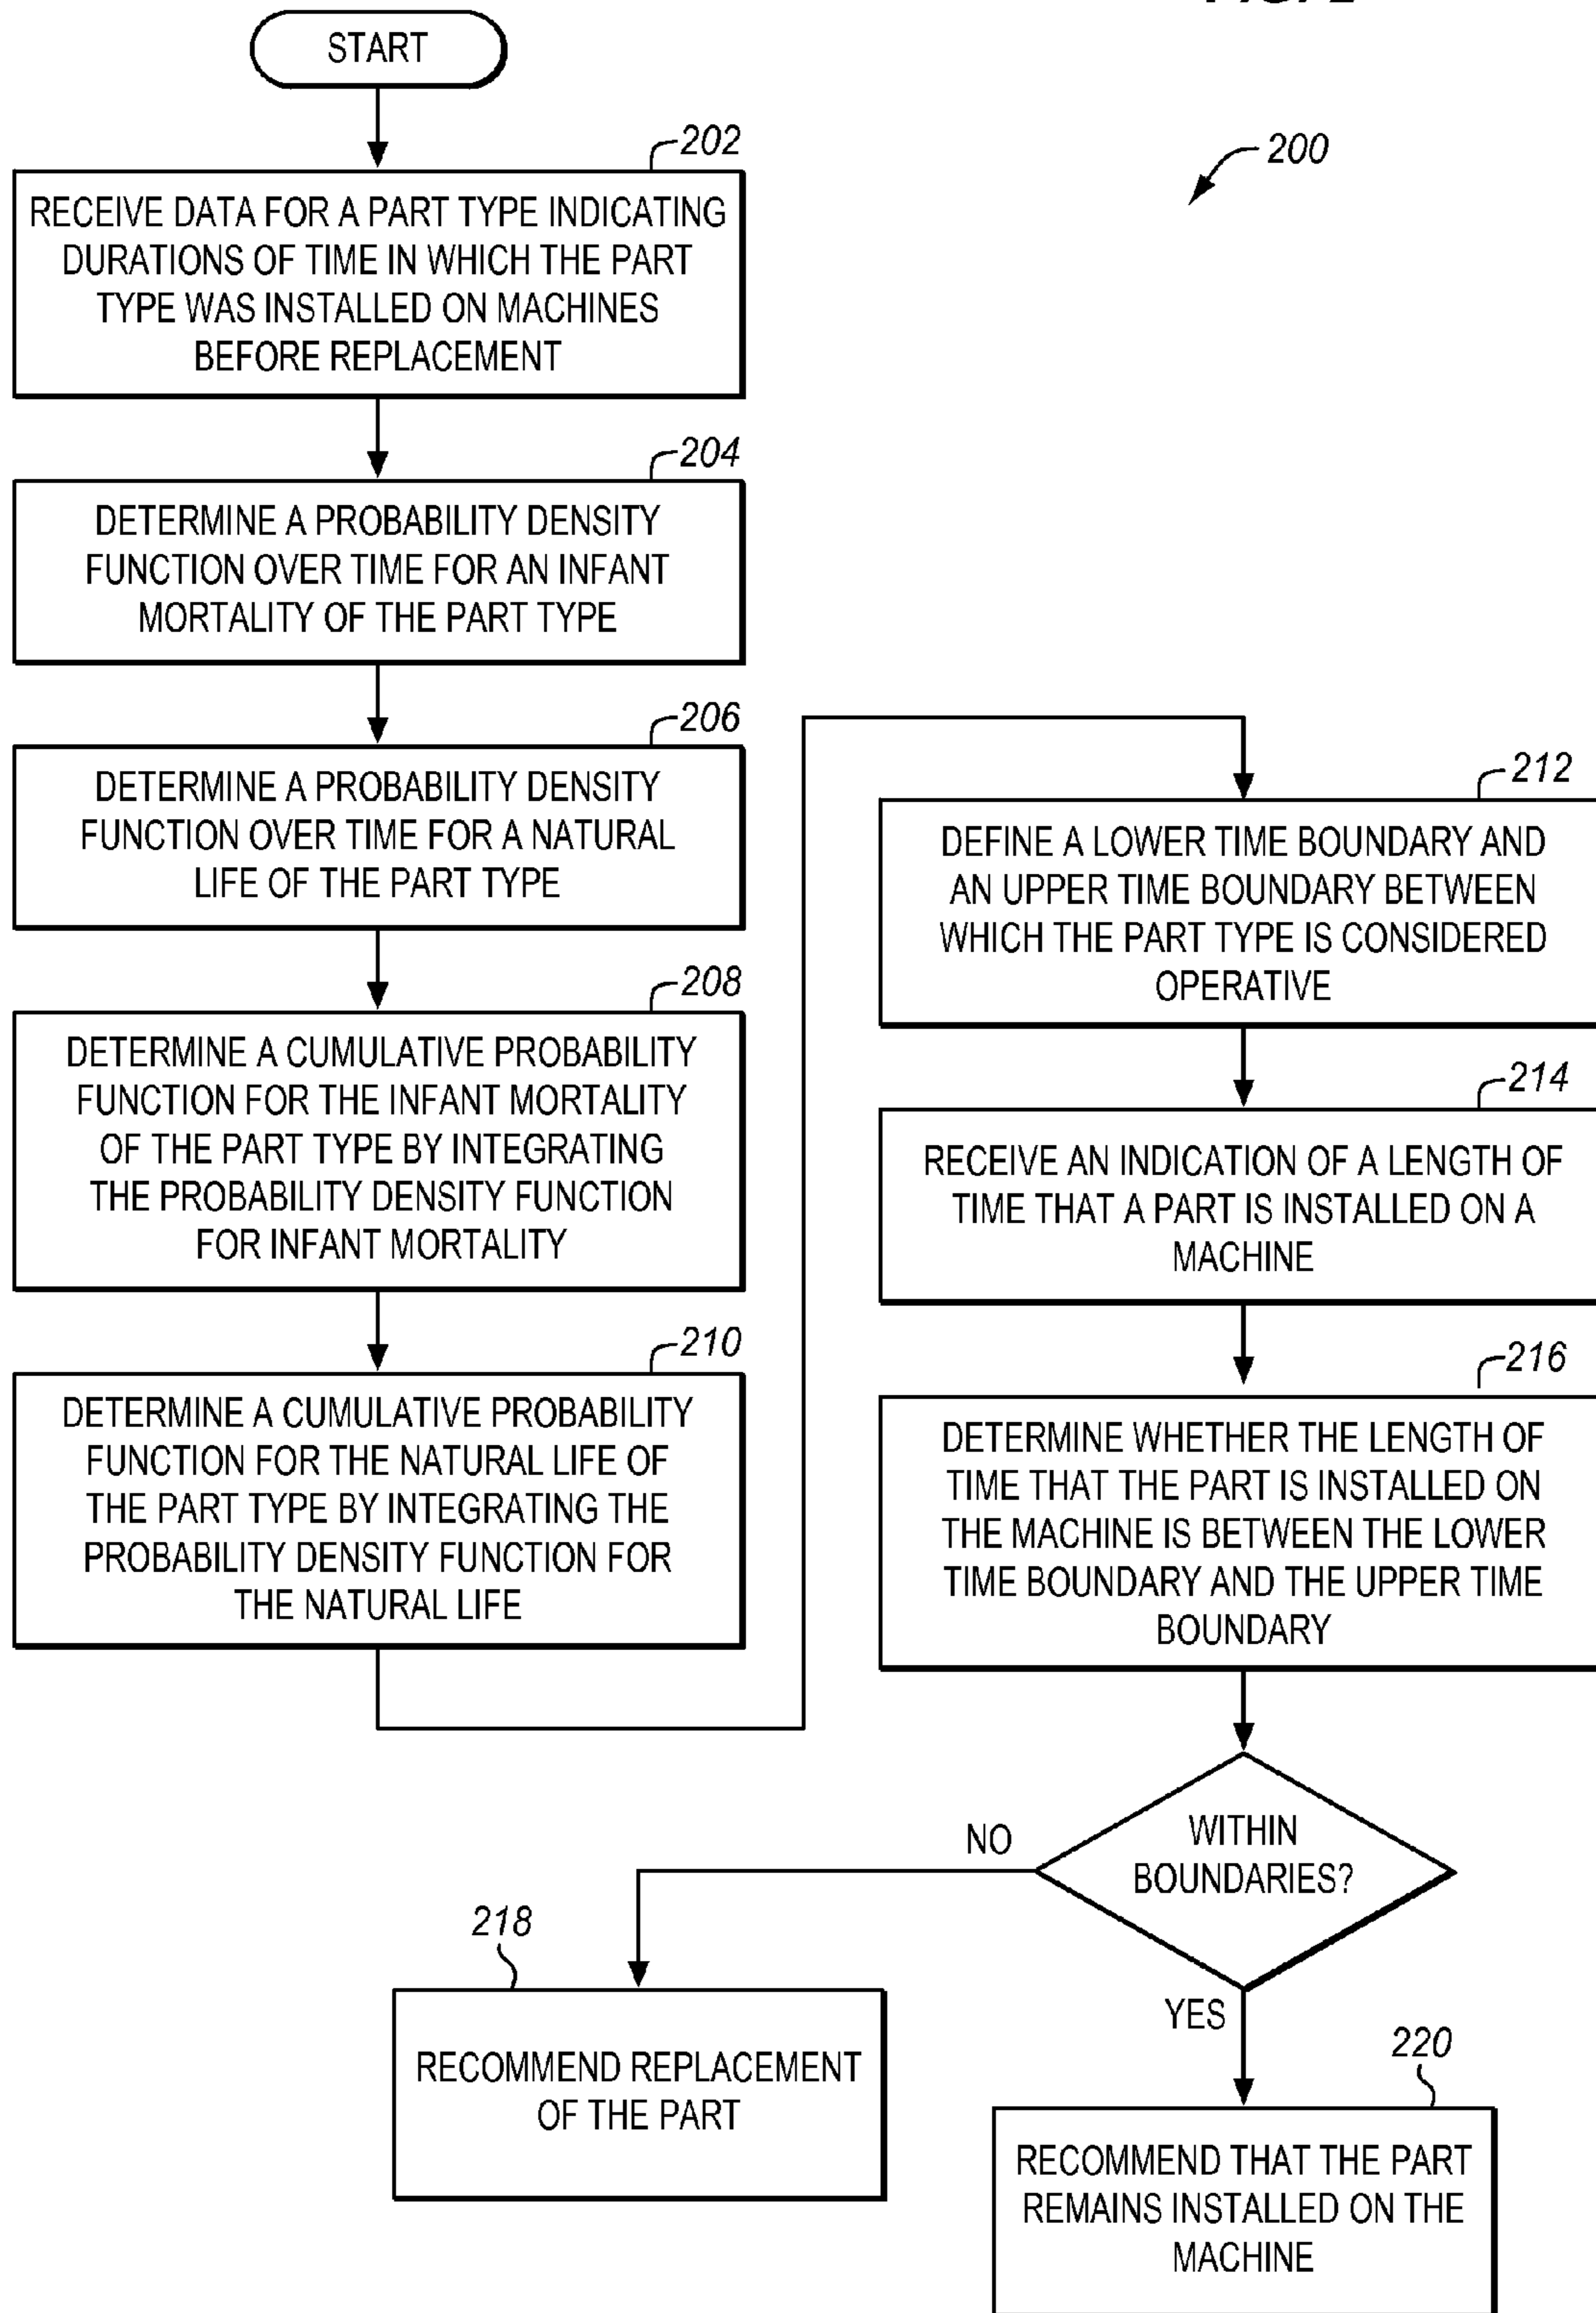 START
202
200
RECEIVE DATA FOR A PART TYPE INDICATING
DURATIONS OF TIME IN WHICH THE PART
TYPE WAS INSTALLED ON MACHINES
BEFORE REPLACEMENT
204
DETERMINE A PROBABILITY DENSITY
FUNCTION OVER TIME FOR AN INFANT
MORTALITY OF THE PART TYPE
206
DETERMINE A PROBABILITY DENSITY
FUNCTION OVER TIME FOR A NATURAL
LIFE OF THE PART TYPE
208
DETERMINE A CUMULATIVE PROBABILITY
FUNCTION FOR THE INFANT MORTALITY
OF THE PART TYPE BY INTEGRATING
THE PROBABILITY DENSITY FUNCTION
FOR INFANT MORTALITY
210
DETERMINE A CUMULATIVE PROBABILITY
FUNCTION FOR THE NATURAL LIFE OF
THE PART TYPE BY INTEGRATING THE
PROBABILITY DENSITY FUNCTION FOR
THE NATURAL LIFE
212
DEFINE A LOWER TIME BOUNDARY AND
AN UPPER TIME BOUNDARY BETWEEN
WHICH THE PART TYPE IS CONSIDERED
OPERATIVE
214
RECEIVE AN INDICATION OF A LENGTH OF
TIME THAT A PART IS INSTALLED ON A
MACHINE
216
DETERMINE WHETHER THE LENGTH OF
TIME THAT THE PART IS INSTALLED ON
THE MACHINE IS BETWEEN THE LOWER
TIME BOUNDARY AND THE UPPER TIME
BOUNDARY
WITHIN
BOUNDARIES?
NO
218
RECOMMEND REPLACEMENT
OF THE PART
YES
220
RECOMMEND THAT THE PART
REMAINS INSTALLED ON THE
MACHINE